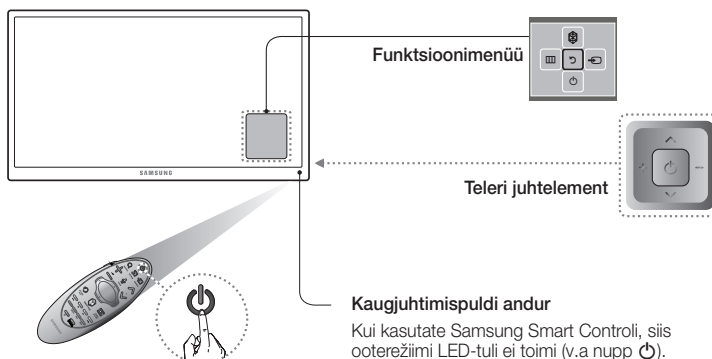 Funktsioonimenüü
SAMSUNG
Teleri juhtelement
Kaugjuhtimispuldi andur
Kui kasutate Samsung Smart Controli, siis
ooterežiimi LED-tuli ei toimi (v.a nupp ⏻).